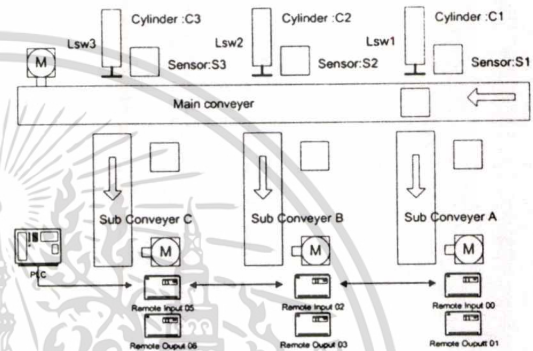 Cylinder :C3
Cylinder :C2
Cylinder :C1
Lsw3
Lsw2
Lsw1
M
Sensor:S3
Sensor:S2
Sensor:S1
Main conveyer
Sub Conveyer C
Sub Conveyer B
Sub Conveyer A
M
M
M
PLC
Remote Input 05
Remote Input 02
Remote Input 00
Remote Ouput 06
Remote Ouput 03
Remote Ouputt 01